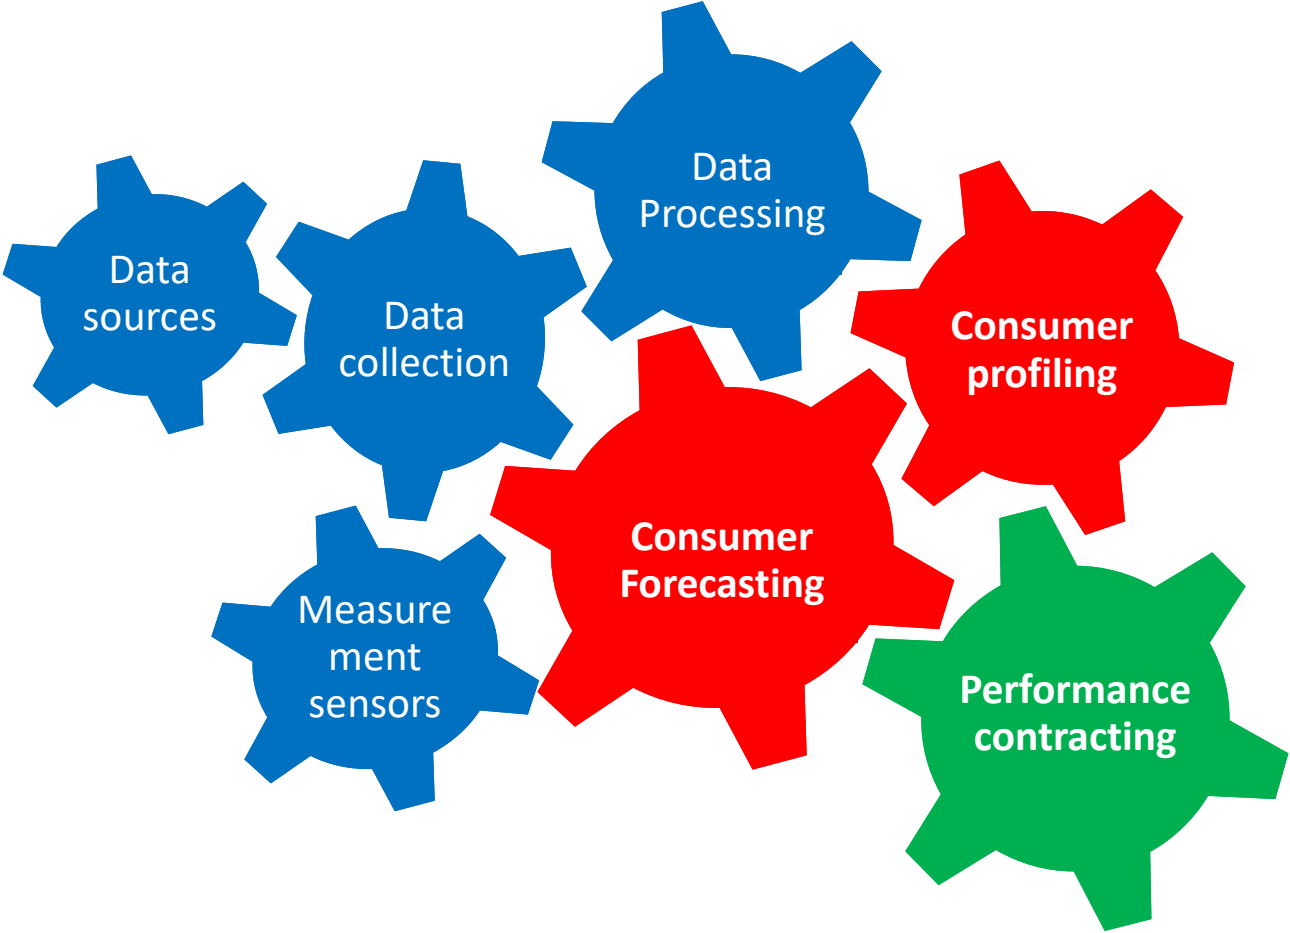 Data
Processing
Data
sources
Data
collection
Consumer
profiling
Consumer
Forecasting
Measure
ment
sensors
Performance
contracting